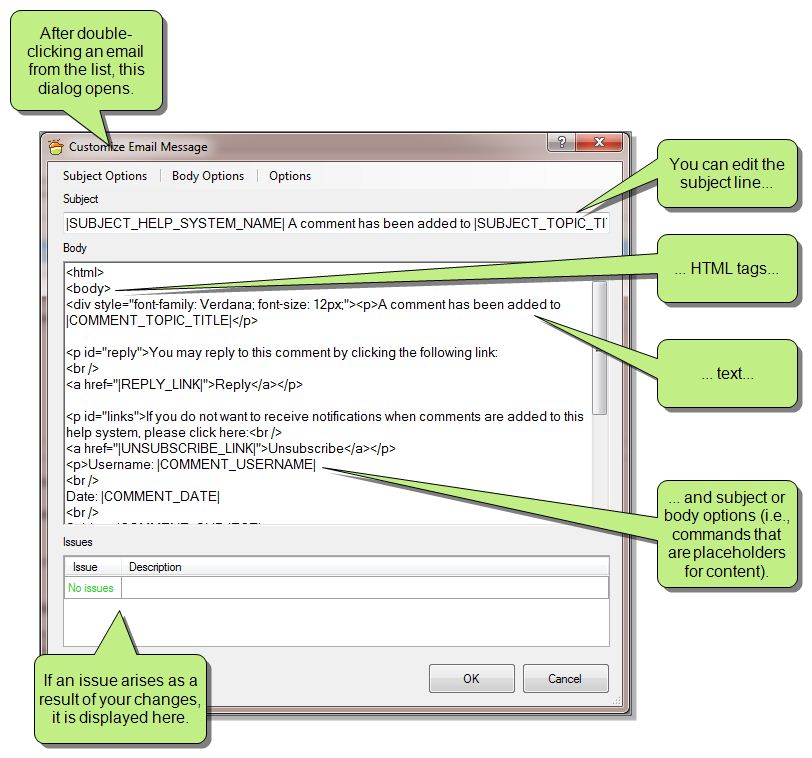 After double-
clicking an email
from the list, this
dialog opens.
Customize Email Message
?
Subject Options
Body Options
Options
You can edit the
subject line...
Subject
|SUBJECT_HELP_SYSTEM_NAME| A comment has been added to |SUBJECT_TOPIC_TI
Body
... HTML tags...
<html>
<body>
<div style="font-family: Verdana; font-size: 12px;"><p>A comment has been added to
|COMMENT_TOPIC_TITLE|</p>
<p id="reply">You may reply to this comment by clicking the following link:
<br />
<a href="|REPLY_LINK|">Reply</a></p>
... text...
<p id="links">If you do not want to receive notifications when comments are added to this
help system, please click here:<br />
<a href="|UNSUBSCRIBE_LINK|">Unsubscribe</a></p>
<p>Username: |COMMENT_USERNAME|
<br />
Date: |COMMENT_DATE|
<br />
... and subject or
body options (i.e.,
commands that
are placeholders
for content).
Issues
Issue
Description
No issues
If an issue arises as a
result of your changes,
it is displayed here.
OK
Cancel